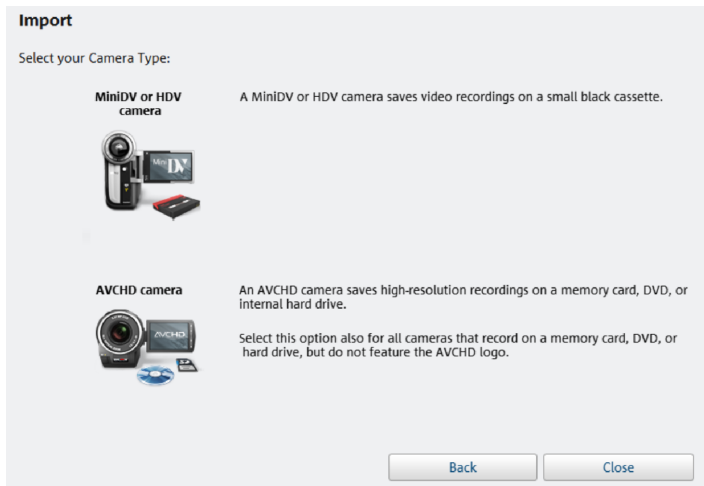 Import
Select your Camera Type:
MiniDV or HDV
camera
A MiniDV or HDV camera saves video recordings on a small black cassette.
Mini DV
AVCHD camera
An AVCHD camera saves high-resolution recordings on a memory card, DVD, or
internal hard drive.
AVCHD
Select this option also for all cameras that record on a memory card, DVD, or
hard drive, but do not feature the AVCHD logo.
Back
Close